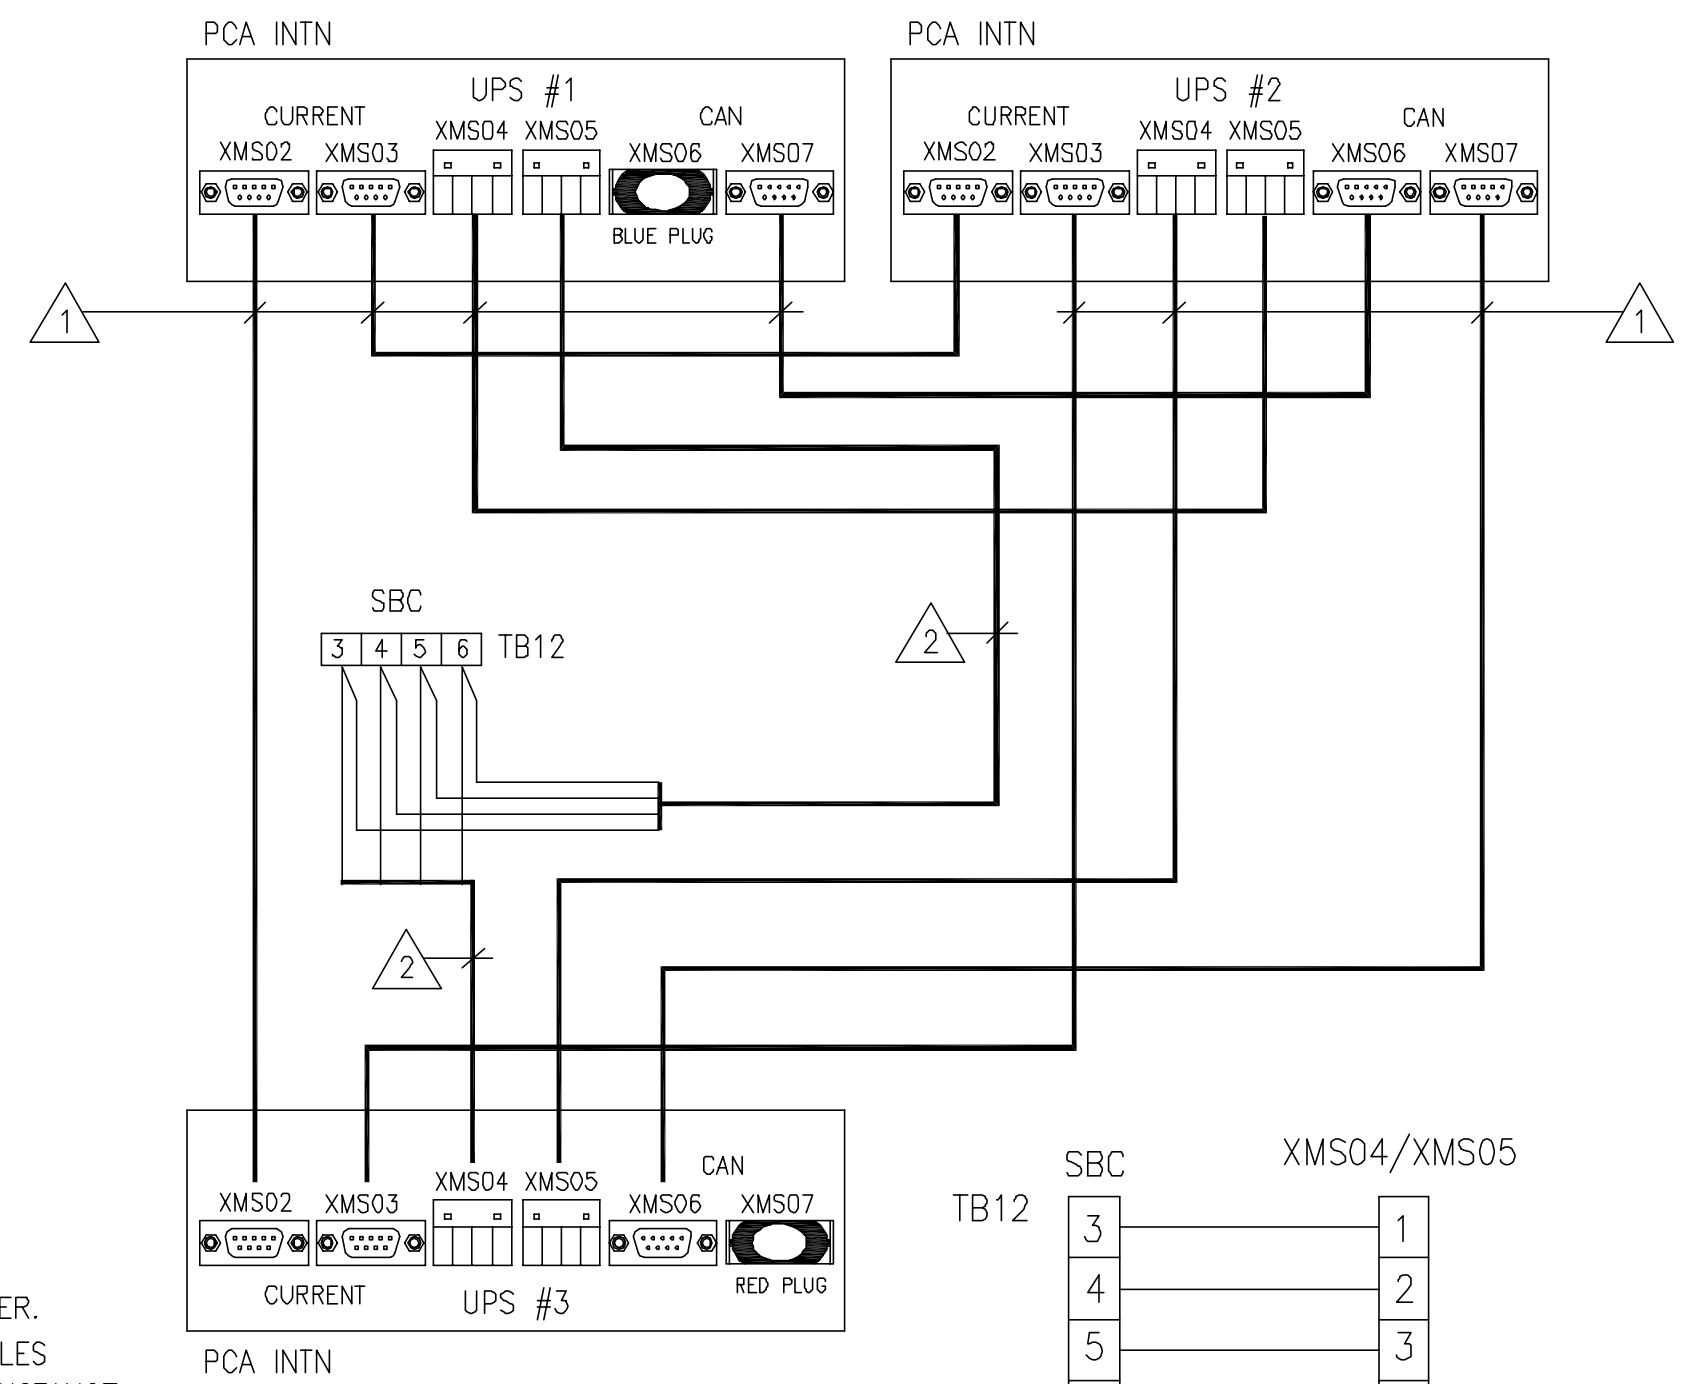 PCA INTN
PCA INTN
UPS #1
UPS #2
CURRENT
CAN
CURRENT
CAN
XMS02 XMS03 XMS04 XMS05 XMS06 XMS07
XMS02 XMS03 XMS04 XMS05 XMS06 XMS07
BLUE PLUG
1
1
SBC
3 4 5 6 TB12
2
2
CAN
XMS02 XMS03 XMS04 XMS05 XMS06 XMS07
RED PLUG
CURRENT
UPS #3
PCA INTN
SBC XMS04/XMS05
TB12
3 1
4 2
5 3
ER.
LES